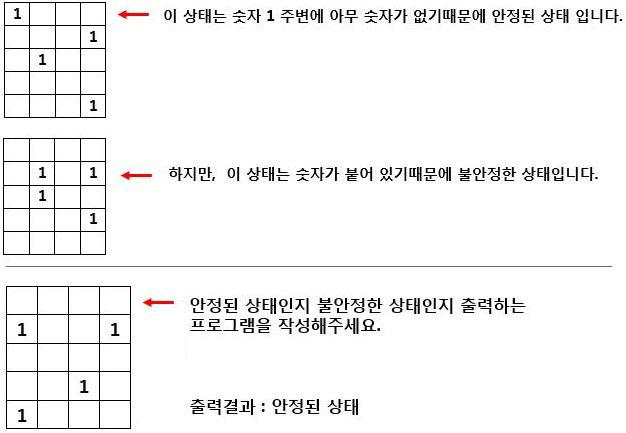 1
이 상태는 숫자 1 주변에 아무 숫자가 없기때문에 안정된 상태 입니다.
1
1
1
1 1
하지만, 이 상태는 숫자가 붙어 있기때문에 불안정한 상태입니다.
1
1
안정된 상태인지 불안정한 상태인지 출력하는
프로그램을 작성해주세요.
1 1
1
출력결과 : 안정된 상태
1